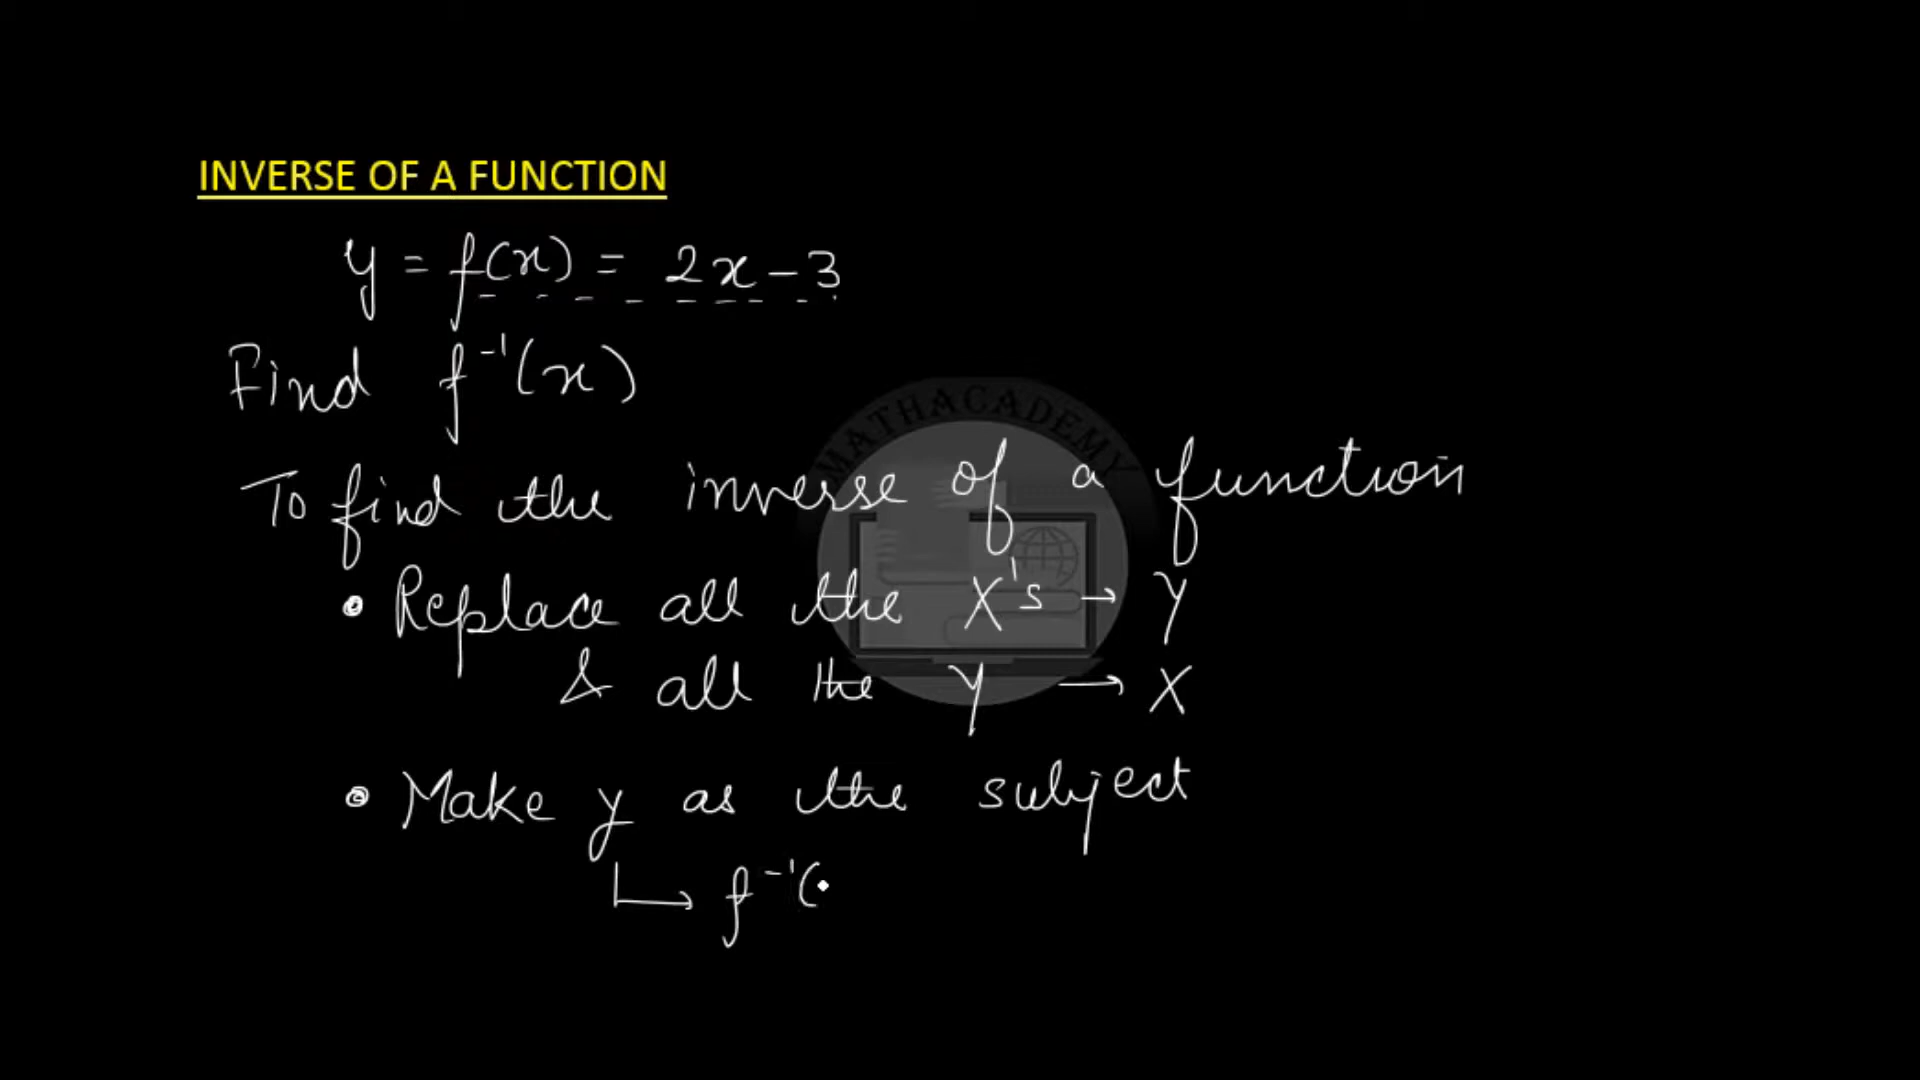 INVERSE OF A FUNCTION
y = f(x) = 2x - 3
Find f⁻¹(x)
MATHACADEMY
To find the inverse of a function
• Replace all the X's → Y
& all the Y → X
• Make y as the subject
↳ f⁻¹(